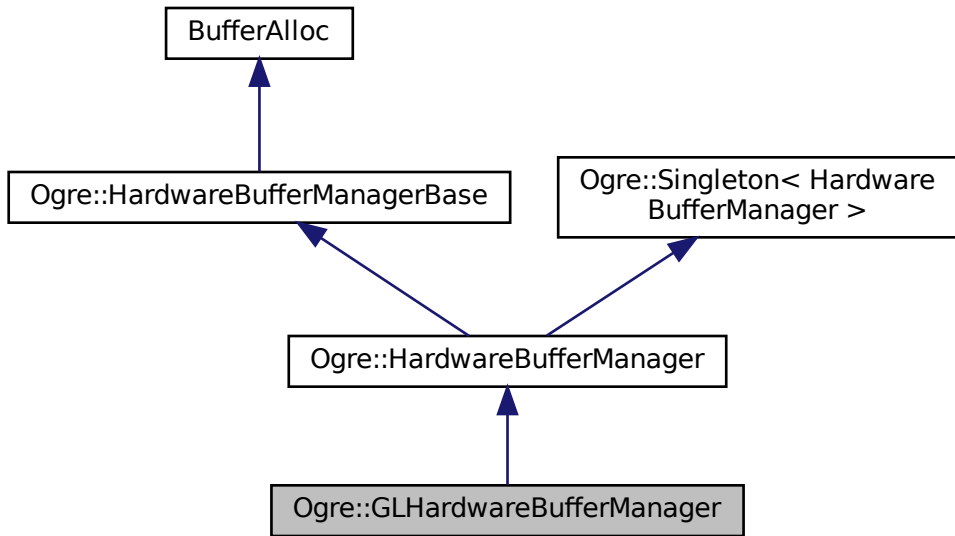 BufferAlloc
Ogre::HardwareBufferManagerBase
Ogre::Singleton< Hardware
BufferManager >
Ogre::HardwareBufferManager
Ogre::GLHardwareBufferManager